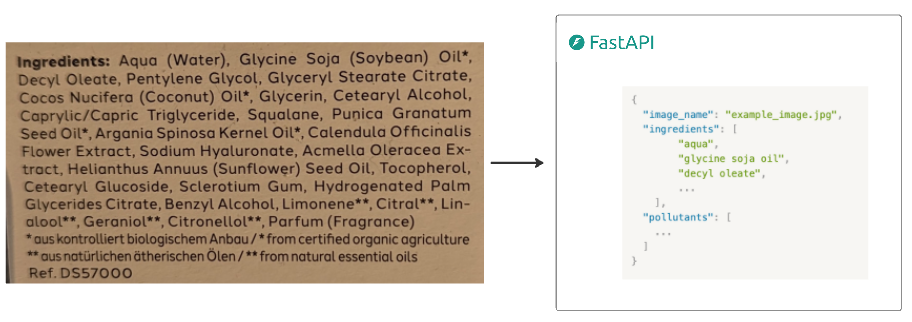 Ingredients: Aqua (Water), Glycine Soja (Soybean) Oil*,
Decyl Oleate, Pentylene Glycol, Glyceryl Stearate Citrate,
Cocos Nucifera (Coconut) Oil*, Glycerin, Cetearyl Alcohol,
Caprylic/Capric Triglyceride, Squalane, Punica Granatum
Seed Oil*, Argania Spinosa Kernel Oil*, Calendula Officinalis
Flower Extract, Sodium Hyaluronate, Acmella Oleracea Ex-
tract, Helianthus Annuus (Sunflower) Seed Oil, Tocopherol,
Cetearyl Glucoside, Sclerotium Gum, Hydrogenated Palm
Glycerides Citrate, Benzyl Alcohol, Limonene**, Citral**, Lin-
alool**, Geraniol**, Citronellol**, Parfum (Fragrance)
* aus kontrolliert biologischem Anbau / * from certified organic agriculture
** aus natürlichen ätherischen Ölen / ** from natural essential oils
Ref. DS57000
FastAPI
{
"image_name": "example_image.jpg",
"ingredients": [
"aqua",
"glycine soja oil",
"decyl oleate",
...
],
"pollutants": [
...
]
}